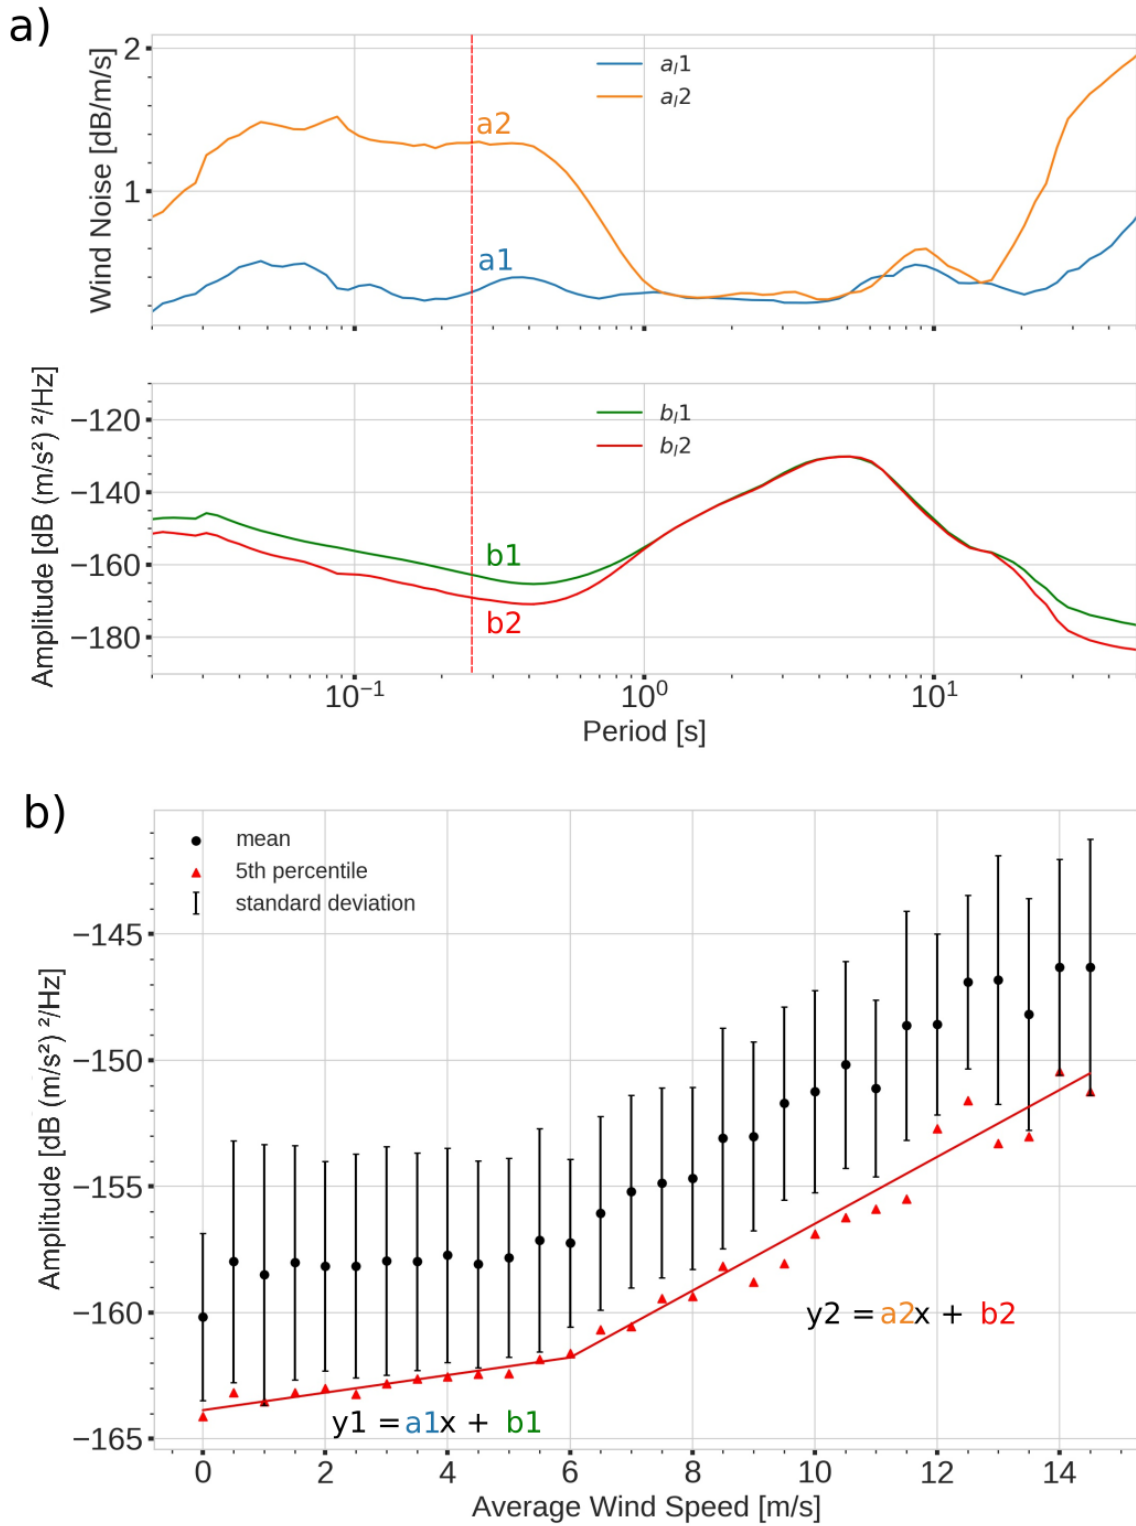 a)
Wind Noise [dB/m/s]
2
1
aₗ1
aₗ2
a2
a1
Amplitude [dB (m/s²) ²/Hz]
−120
−140
−160
−180
bₗ1
bₗ2
b1
b2
10⁻¹ 10⁰ 10¹
Period [s]
b)
mean
5th percentile
standard deviation
Amplitude [dB (m/s²) ²/Hz]
−145
−150
−155
−160
−165
y2 = a2x + b2
y1 = a1x + b1
0 2 4 6 8 10 12 14
Average Wind Speed [m/s]